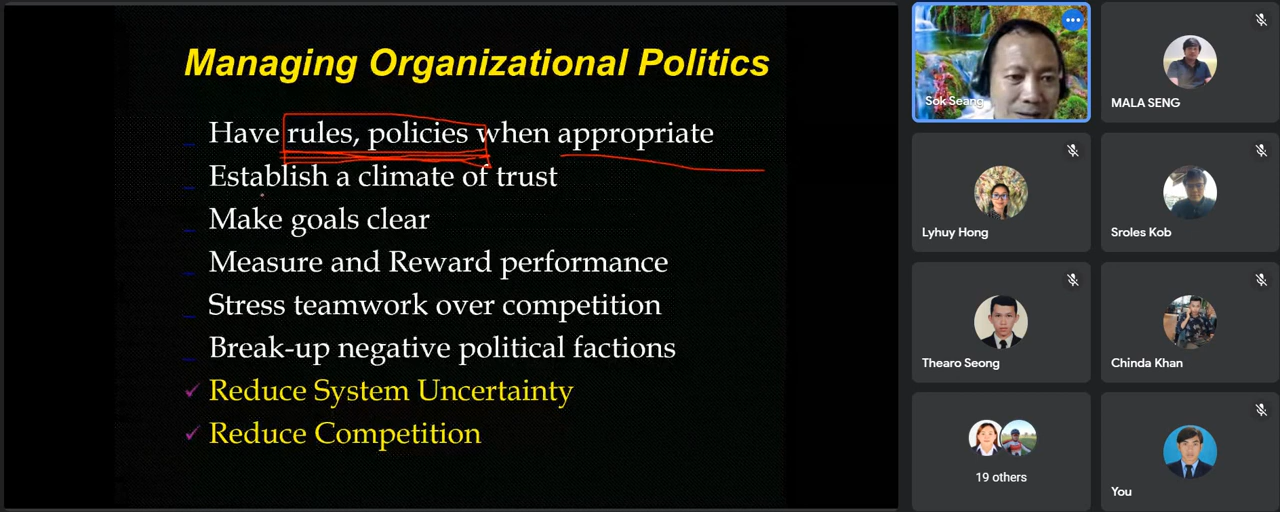 Managing Organizational Politics
Have rules, policies when appropriate
Establish a climate of trust
Make goals clear
Measure and Reward performance
Stress teamwork over competition
Break-up negative political factions
Reduce System Uncertainty
Reduce Competition
Sok Seang
MALA SENG
Lyhuy Hong
Sroles Kob
Thearo Seong
Chinda Khan
19 others
You